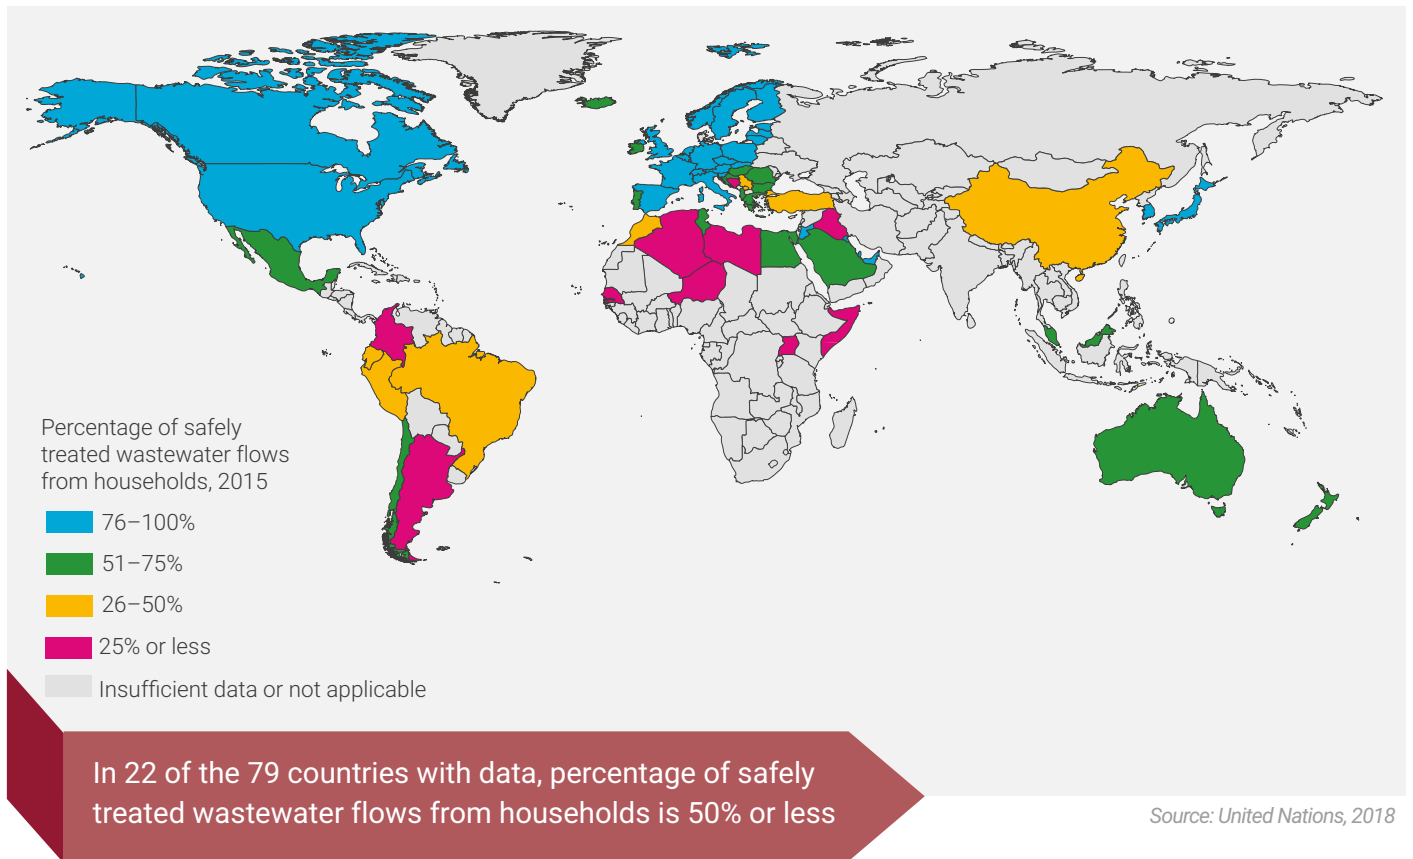 Percentage of safely
treated wastewater flows
from households, 2015
76–100%
51–75%
26–50%
25% or less
Insufficient data or not applicable
In 22 of the 79 countries with data, percentage of safely
treated wastewater flows from households is 50% or less
Source: United Nations, 2018